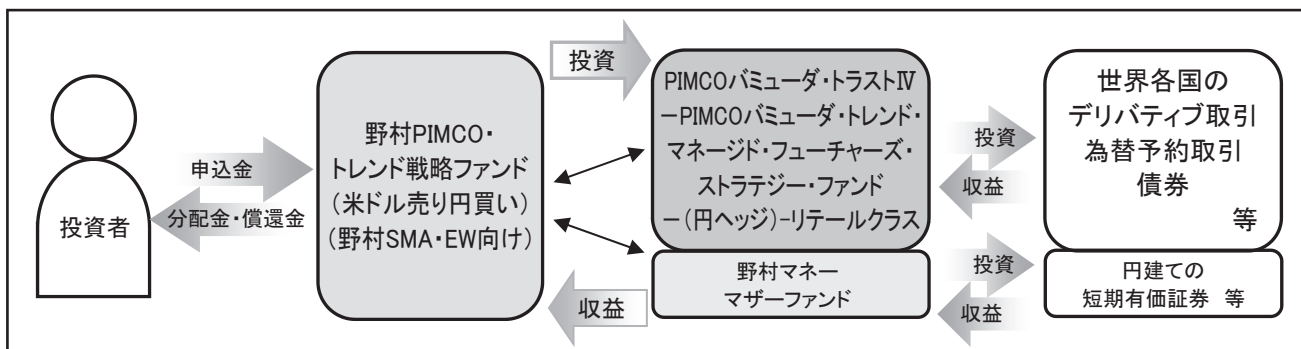 投資者
申込金
分配金・償還金
野村PIMCO・
トレンド戦略ファンド
(米ドル売り円買い)
(野村SMA・EW向け)
投資
収益
PIMCOバミューダ・トラストⅣ
－PIMCOバミューダ・トレンド・
マネージド・フューチャーズ・
ストラテジー・ファンド
－(円ヘッジ)－リテールクラス
野村マネー
マザーファンド
投資
収益
投資
収益
世界各国の
デリバティブ取引
為替予約取引
債券
等
円建ての
短期有価証券 等